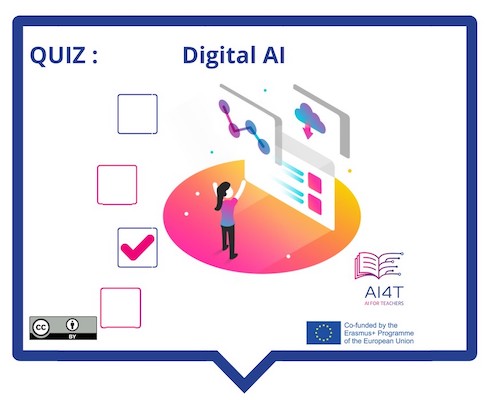 QUIZ : Digital AI
AI4T
AI FOR TEACHERS
cc
BY
Co-funded by the
Erasmus+ Programme
of the European Union